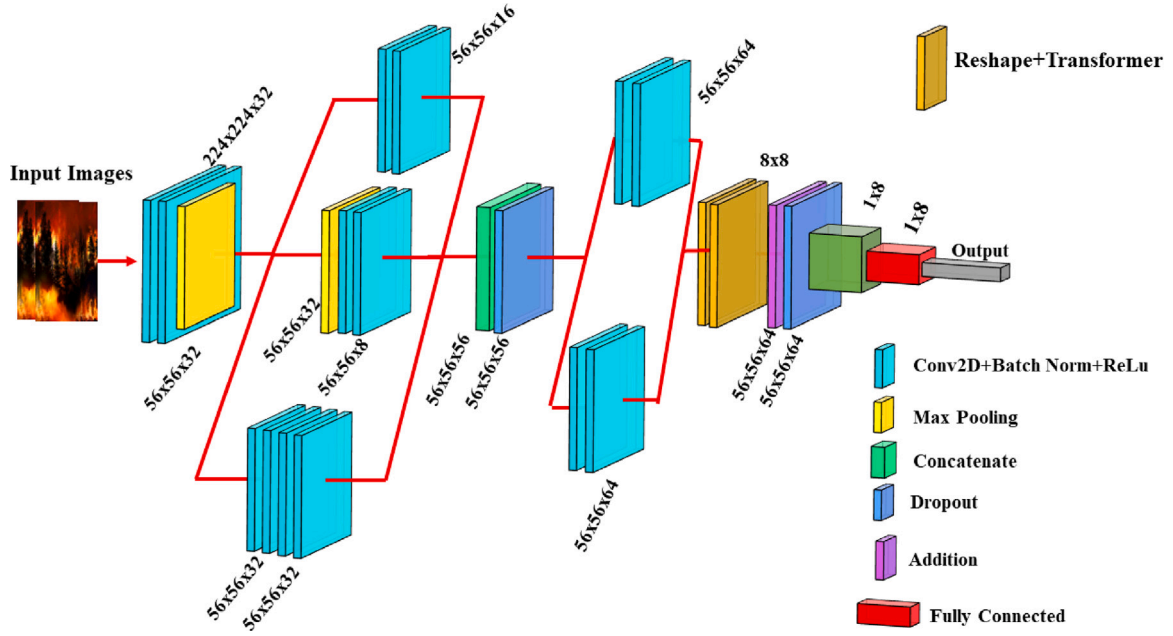 Input Images
224x224x32
56x56x32
56x56x16
56x56x32
56x56x8
56x56x32
56x56x32
56x56x56
56x56x56
56x56x64
56x56x64
8x8
56x56x64
56x56x64
1x8
1x8
Output
Reshape+Transformer
Conv2D+Batch Norm+ReLu
Max Pooling
Concatenate
Dropout
Addition
Fully Connected